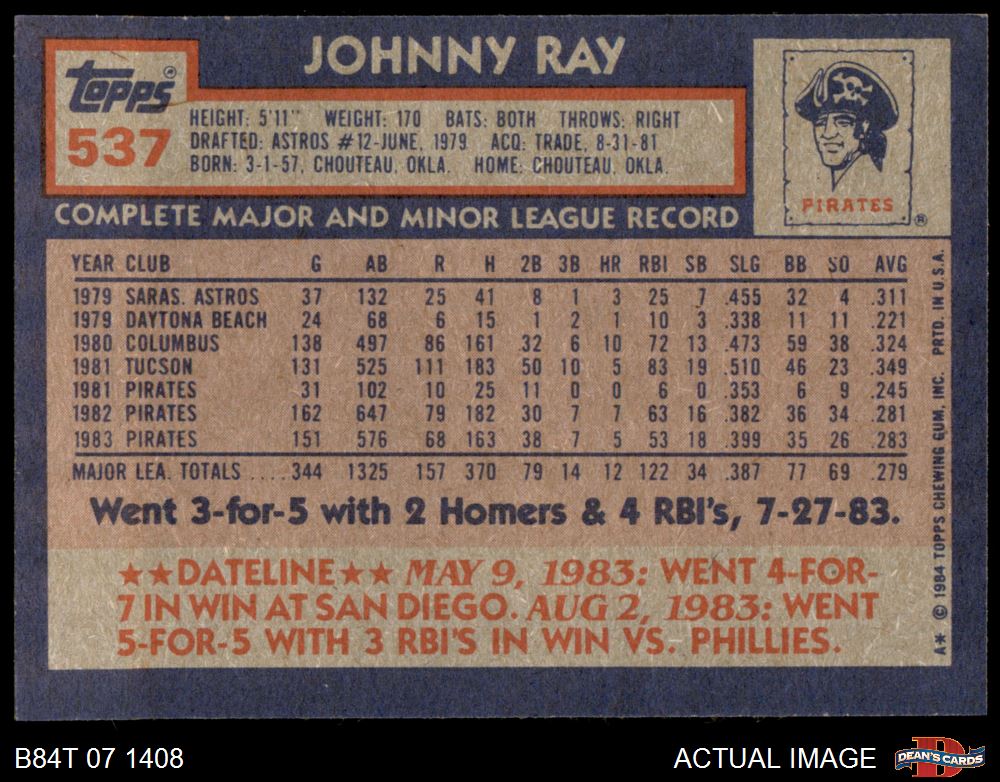 JOHNNY RAY
Topps®
537
HEIGHT: 5'11" WEIGHT: 170 BATS: BOTH THROWS: RIGHT
DRAFTED: ASTROS #12-JUNE, 1979 ACQ: TRADE, 8-31-81
BORN: 3-1-57, CHOUTEAU, OKLA. HOME: CHOUTEAU, OKLA.
PIRATES ®
COMPLETE MAJOR AND MINOR LEAGUE RECORD
YEAR CLUB G AB R H 2B 3B HR RBI SB SLG BB SO AVG
1979 SARAS. ASTROS 37 132 25 41 8 1 3 25 7 .455 32 4 .311
1979 DAYTONA BEACH 24 68 6 15 1 2 1 10 3 .338 11 11 .221
1980 COLUMBUS 138 497 86 161 32 6 10 72 13 .473 59 38 .324
1981 TUCSON 131 525 111 183 50 10 5 83 19 .510 46 23 .349
1981 PIRATES 31 102 10 25 11 0 0 6 0 .353 6 9 .245
1982 PIRATES 162 647 79 182 30 7 7 63 16 .382 36 34 .281
1983 PIRATES 151 576 68 163 38 7 5 53 18 .399 35 26 .283
MAJOR LEA. TOTALS .... 344 1325 157 370 79 14 12 122 34 .387 77 69 .279
Went 3-for-5 with 2 Homers & 4 RBI's, 7-27-83.
★★DATELINE★★ MAY 9, 1983: WENT 4-FOR-
7 IN WIN AT SAN DIEGO. AUG 2, 1983: WENT
5-FOR-5 WITH 3 RBI'S IN WIN VS. PHILLIES.
A✶ © 1984 TOPPS CHEWING GUM, INC. PRTD. IN U.S.A.
B84T 07 1408
ACTUAL IMAGE
D
DEAN'S CARDS